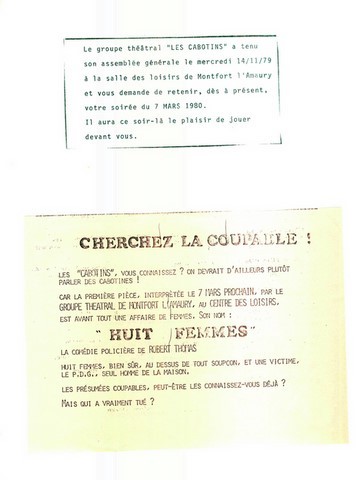 Le groupe théâtral "LES CABOTINS" a tenu
son assemblée générale le mercredi 14/11/79
à la salle des loisirs de Montfort l'Amaury
et vous demande de retenir, dès à présent,
votre soirée du 7 MARS 1980.
Il aura ce soir-là le plaisir de jouer
devant vous.
CHERCHEZ LA COUPABLE !
LES "CABOTINS", VOUS CONNAISSEZ ? ON DEVRAIT D'AILLEURS PLUTÔT
PARLER DES CABOTINES !
CAR LA PREMIÈRE PIÈCE, INTERPRÉTÉE LE 7 MARS PROCHAIN, PAR LE
GROUPE THEATRAL DE MONTFORT L'AMAURY, AU CENTRE DES LOISIRS,
EST AVANT TOUT UNE AFFAIRE DE FEMMES. SON NOM :
" HUIT FEMMES"
LA COMÉDIE POLICIÈRE DE ROBERT THOMAS
HUIT FEMMES, BIEN SÛR, AU DESSUS DE TOUT SOUPÇON, ET UNE VICTIME,
LE P.D.G., SEUL HOMME DE LA MAISON.
LES PRÉSUMÉES COUPABLES, PEUT-ÊTRE LES CONNAISSEZ-VOUS DÉJÀ ?
MAIS QUI A VRAIMENT TUÉ ?